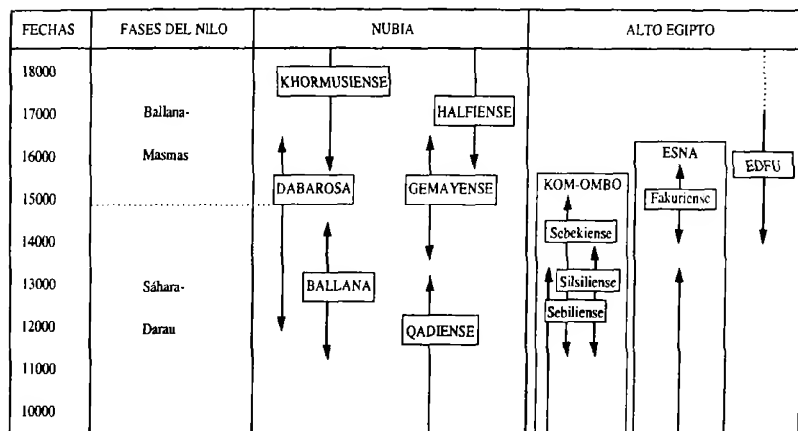 FECHAS FASES DEL NILO NUBIA ALTO EGIPTO
18000
KHORMUSIENSE
17000 Ballana- HALFIENSE
16000 Masmas ESNA EDFU
DABAROSA GEMAYENSE KOM-OMBO
15000 Fakuriense
14000 Sebekiense
13000 Sáhara- BALLANA Silsiliense
Sebiliense
12000 Darau QADIENSE
11000
10000